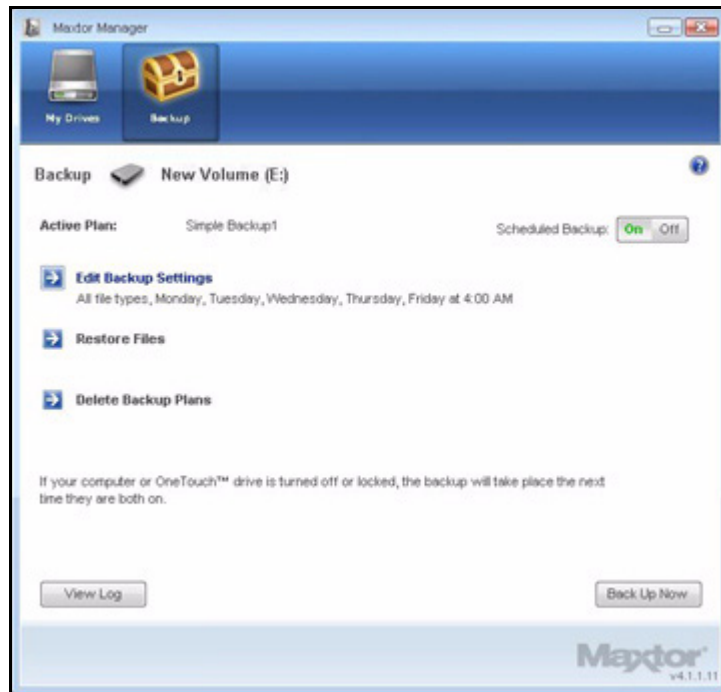 Maxtor Manager
My Drives
Backup
Backup New Volume (E:)
Active Plan: Simple Backup1 Scheduled Backup: On Off
Edit Backup Settings
All file types, Monday, Tuesday, Wednesday, Thursday, Friday at 4:00 AM
Restore Files
Delete Backup Plans
If your computer or OneTouch™ drive is turned off or locked, the backup will take place the next
time they are both on.
View Log Back Up Now
Maxtor
v4.1.1.11